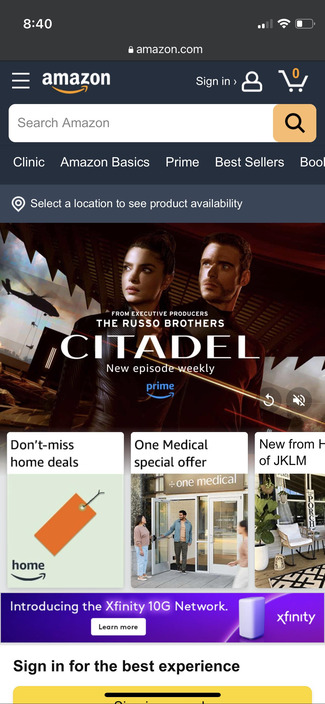 8:40
amazon.com
amazon
Sign in ›
0
Search Amazon
Clinic Amazon Basics Prime Best Sellers
Select a location to see product availability
FROM EXECUTIVE PRODUCERS
THE RUSSO BROTHERS
CITADEL
New episode weekly
prime
Don't-miss
home deals
home
One Medical
special offer
one medical
New from H
of JKLM
PORCH
Introducing the Xfinity 10G Network.
Learn more
xfinity
Sign in for the best experience